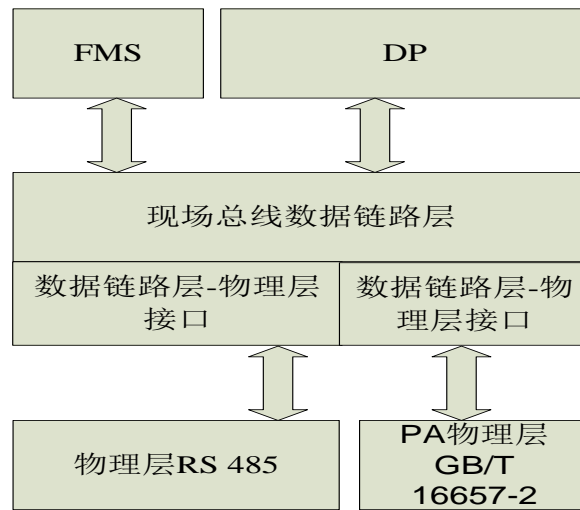 FMS
DP
现场总线数据链路层
数据链路层-物理层
接口
数据链路层-物
理层接口
物理层RS 485
PA物理层
GB/T
16657-2